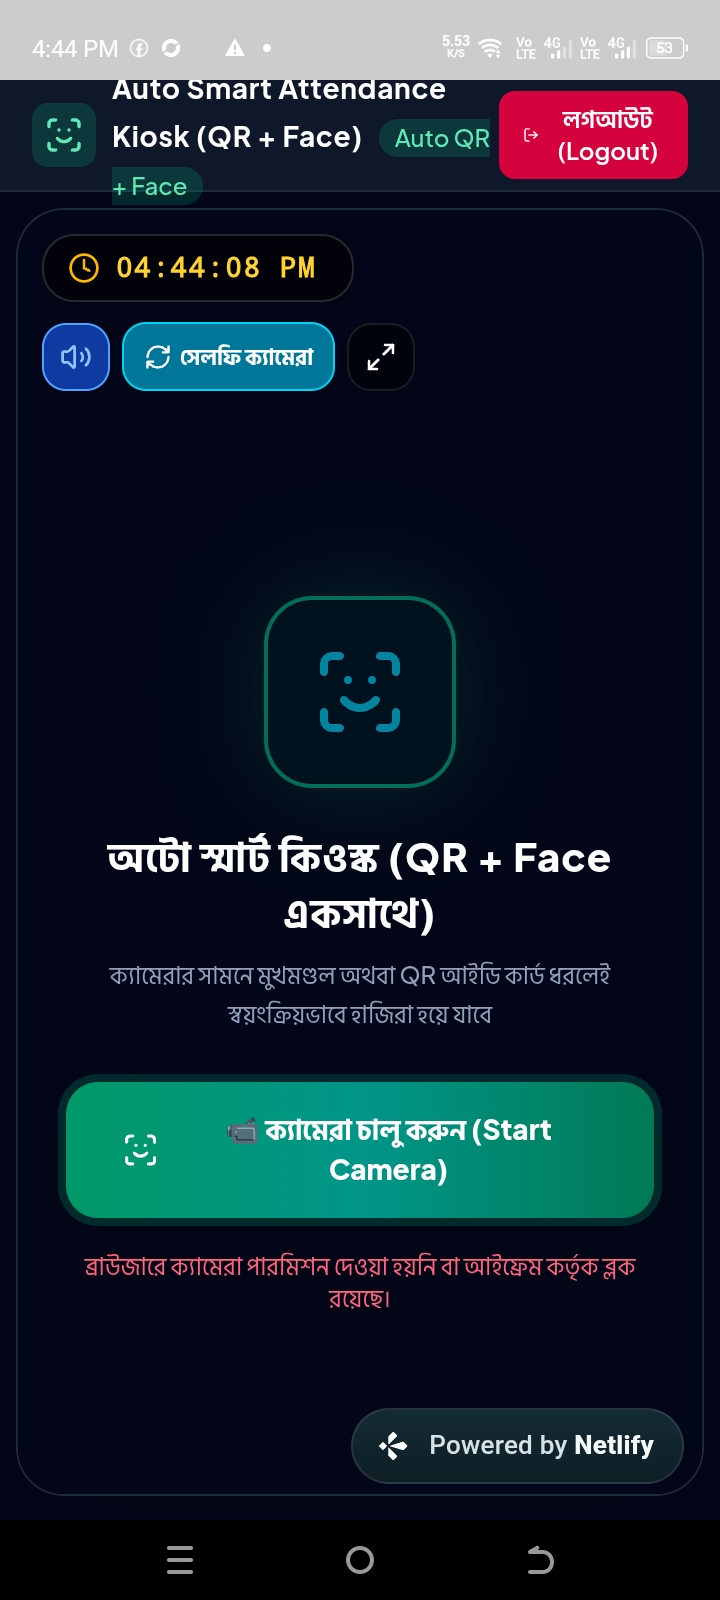 4:44 PM
5.53 K/S
Vo LTE 4G Vo LTE 4G 53
Auto Smart Attendance
Kiosk (QR + Face) Auto QR
+ Face
লগআউট
(Logout)
04:44:08 PM
সেলফি ক্যামেরা
অটো স্মার্ট কিওস্ক (QR + Face
একসাথে)
ক্যামেরার সামনে মুখমণ্ডল অথবা QR আইডি কার্ড ধরলেই
স্বয়ংক্রিয়ভাবে হাজিরা হয়ে যাবে
📹 ক্যামেরা চালু করুন (Start
Camera)
ব্রাউজারে ক্যামেরা পারমিশন দেওয়া হয়নি বা আইফ্রেম কর্তৃক ব্লক
রয়েছে।
Powered by Netlify